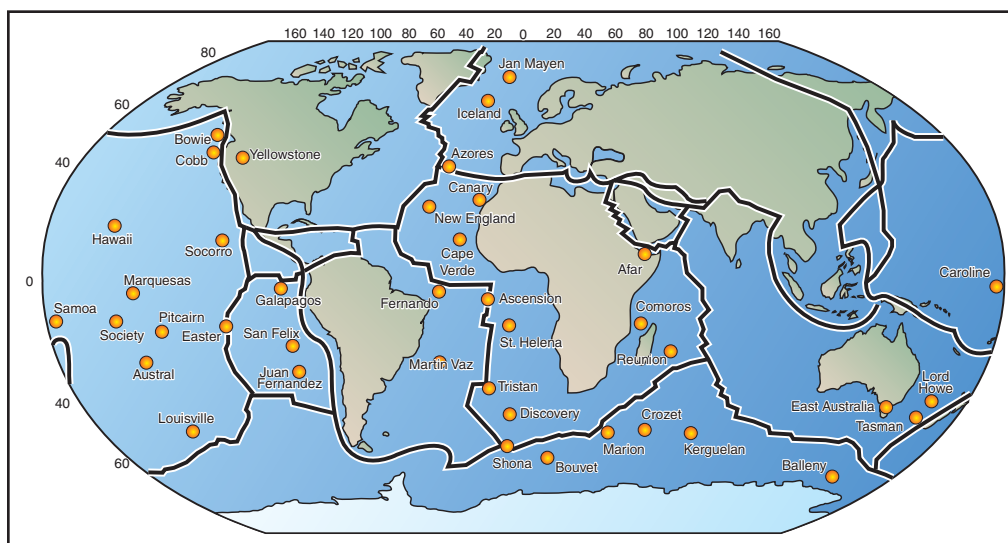 160 140 120 100 80 60 40 20 0 20 40 60 80 100 120 140 160
80
Jan Mayen
60
Iceland
Bowie
Cobb
Yellowstone
Azores
40
Canary
New England
Hawaii
Socorro
Cape
Verde
Afar
0
Marquesas
Galapagos
Fernando
Ascension
Caroline
Samoa
Society
Pitcairn
Easter
San Felix
St. Helena
Comoros
Martin Vaz
Reunion
Austral
Juan
Fernandez
Lord
Howe
40
Tristan
East Australia
Louisville
Discovery
Crozet
Tasman
60
Shona
Bouvet
Marion
Kerguelan
Balleny